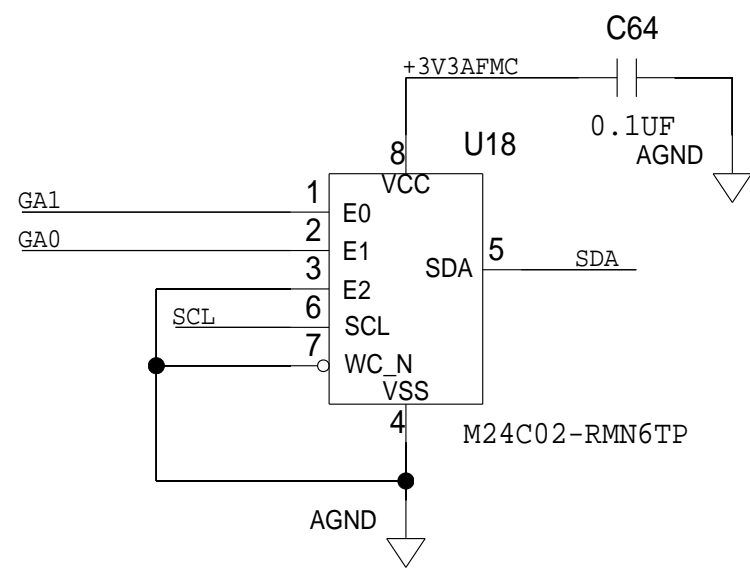 C64
+3V3AFMC
0.1UF
AGND
U18
8
VCC
GA1
1
E0
GA0
2
E1
3
E2
SDA
5
SDA
SCL
6
SCL
7
WC_N
VSS
4
M24C02-RMN6TP
AGND